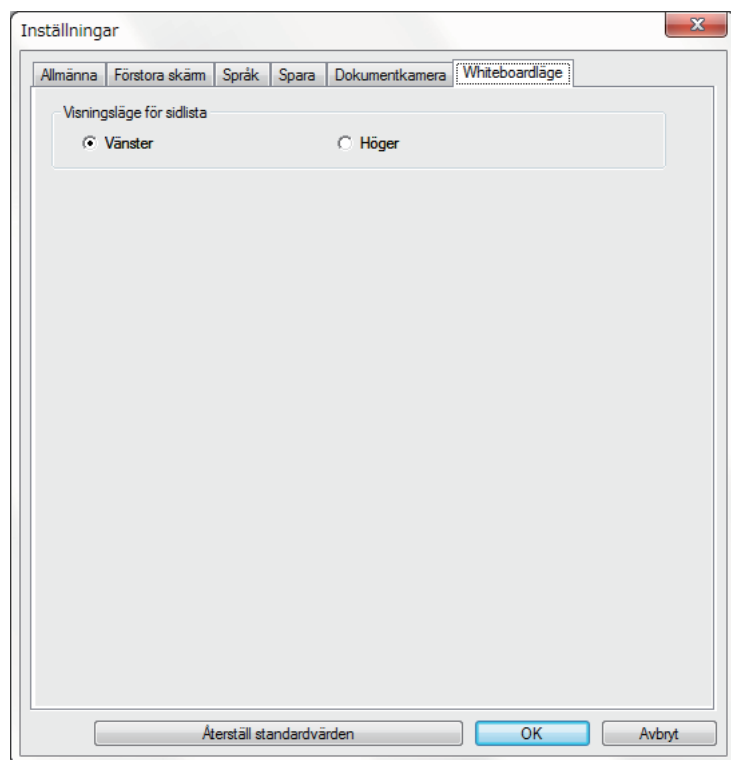 Inställningar
Allmänna Förstora skärm Språk Spara Dokumentkamera Whiteboardläge
Visningsläge för sidlista
Vänster Höger
Återställ standardvärden OK Avbryt